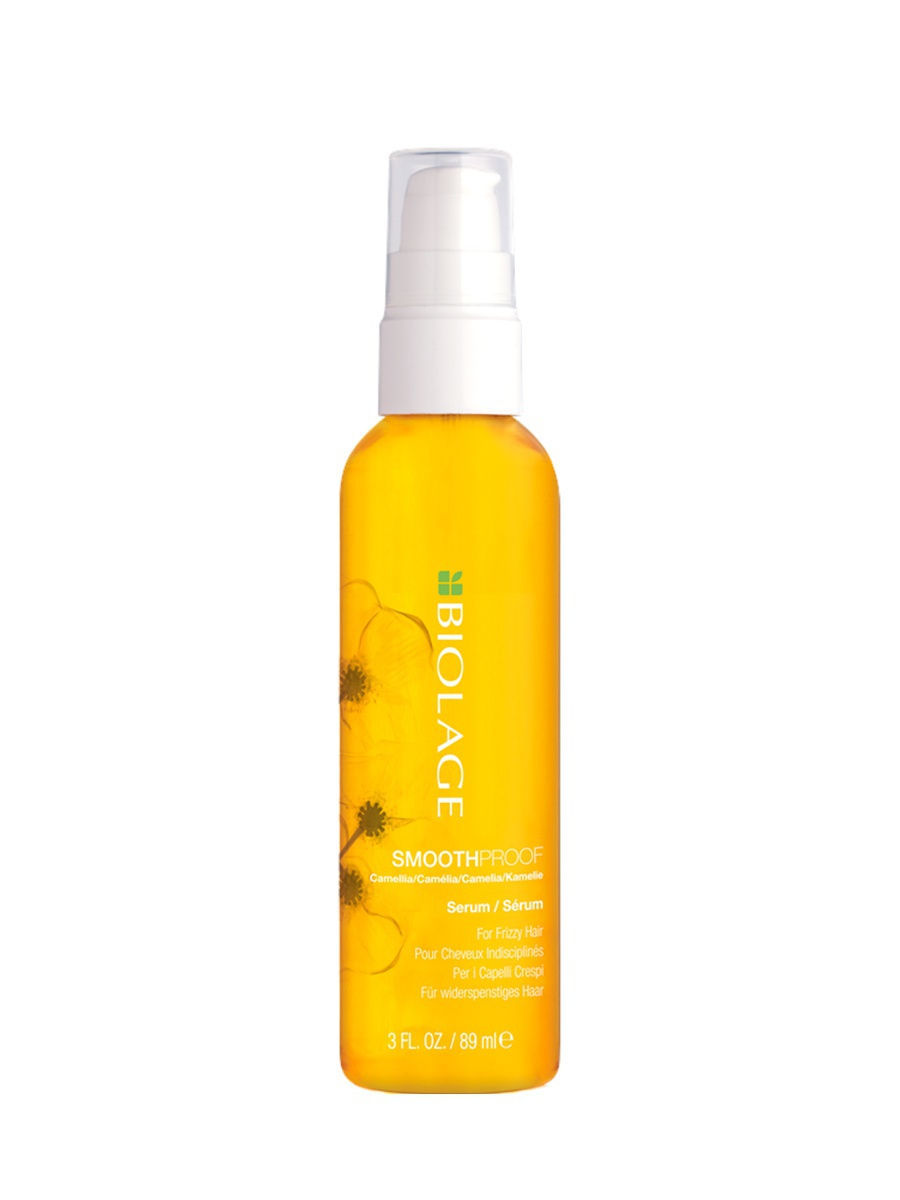 BIOLAGE
SMOOTHPROOF
Camellia/Camélia/Camelia/Kamelie
Serum / Sérum
For Frizzy Hair
Pour Cheveux Indisciplinés
Per i Capelli Crespi
Für widerspenstiges Haar
3 FL. OZ. / 89 ml℮